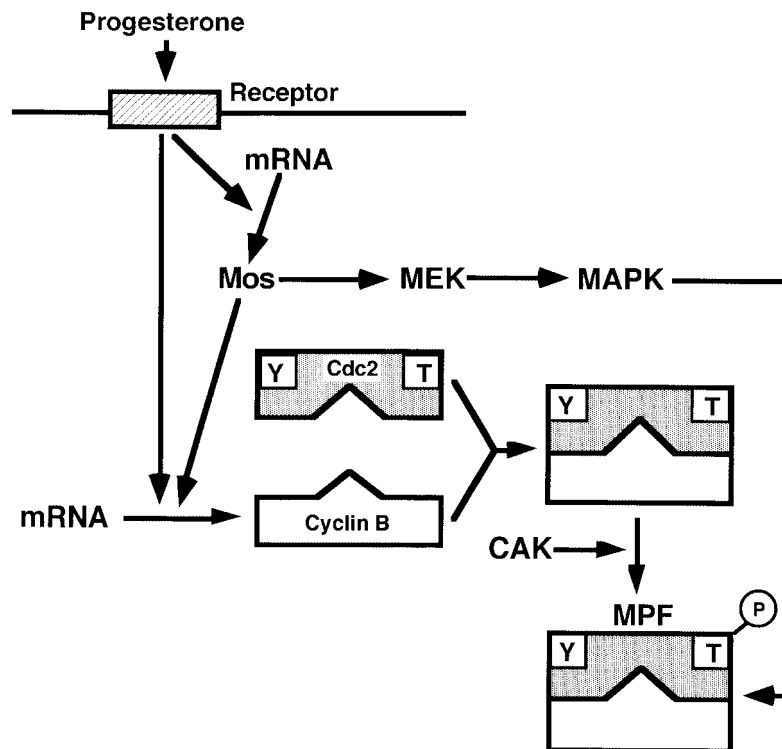 Progesterone
Receptor
mRNA
Mos
MEK
MAPK
Y
Cdc2
T
Y
T
mRNA
Cyclin B
CAK
MPF
P
Y
T